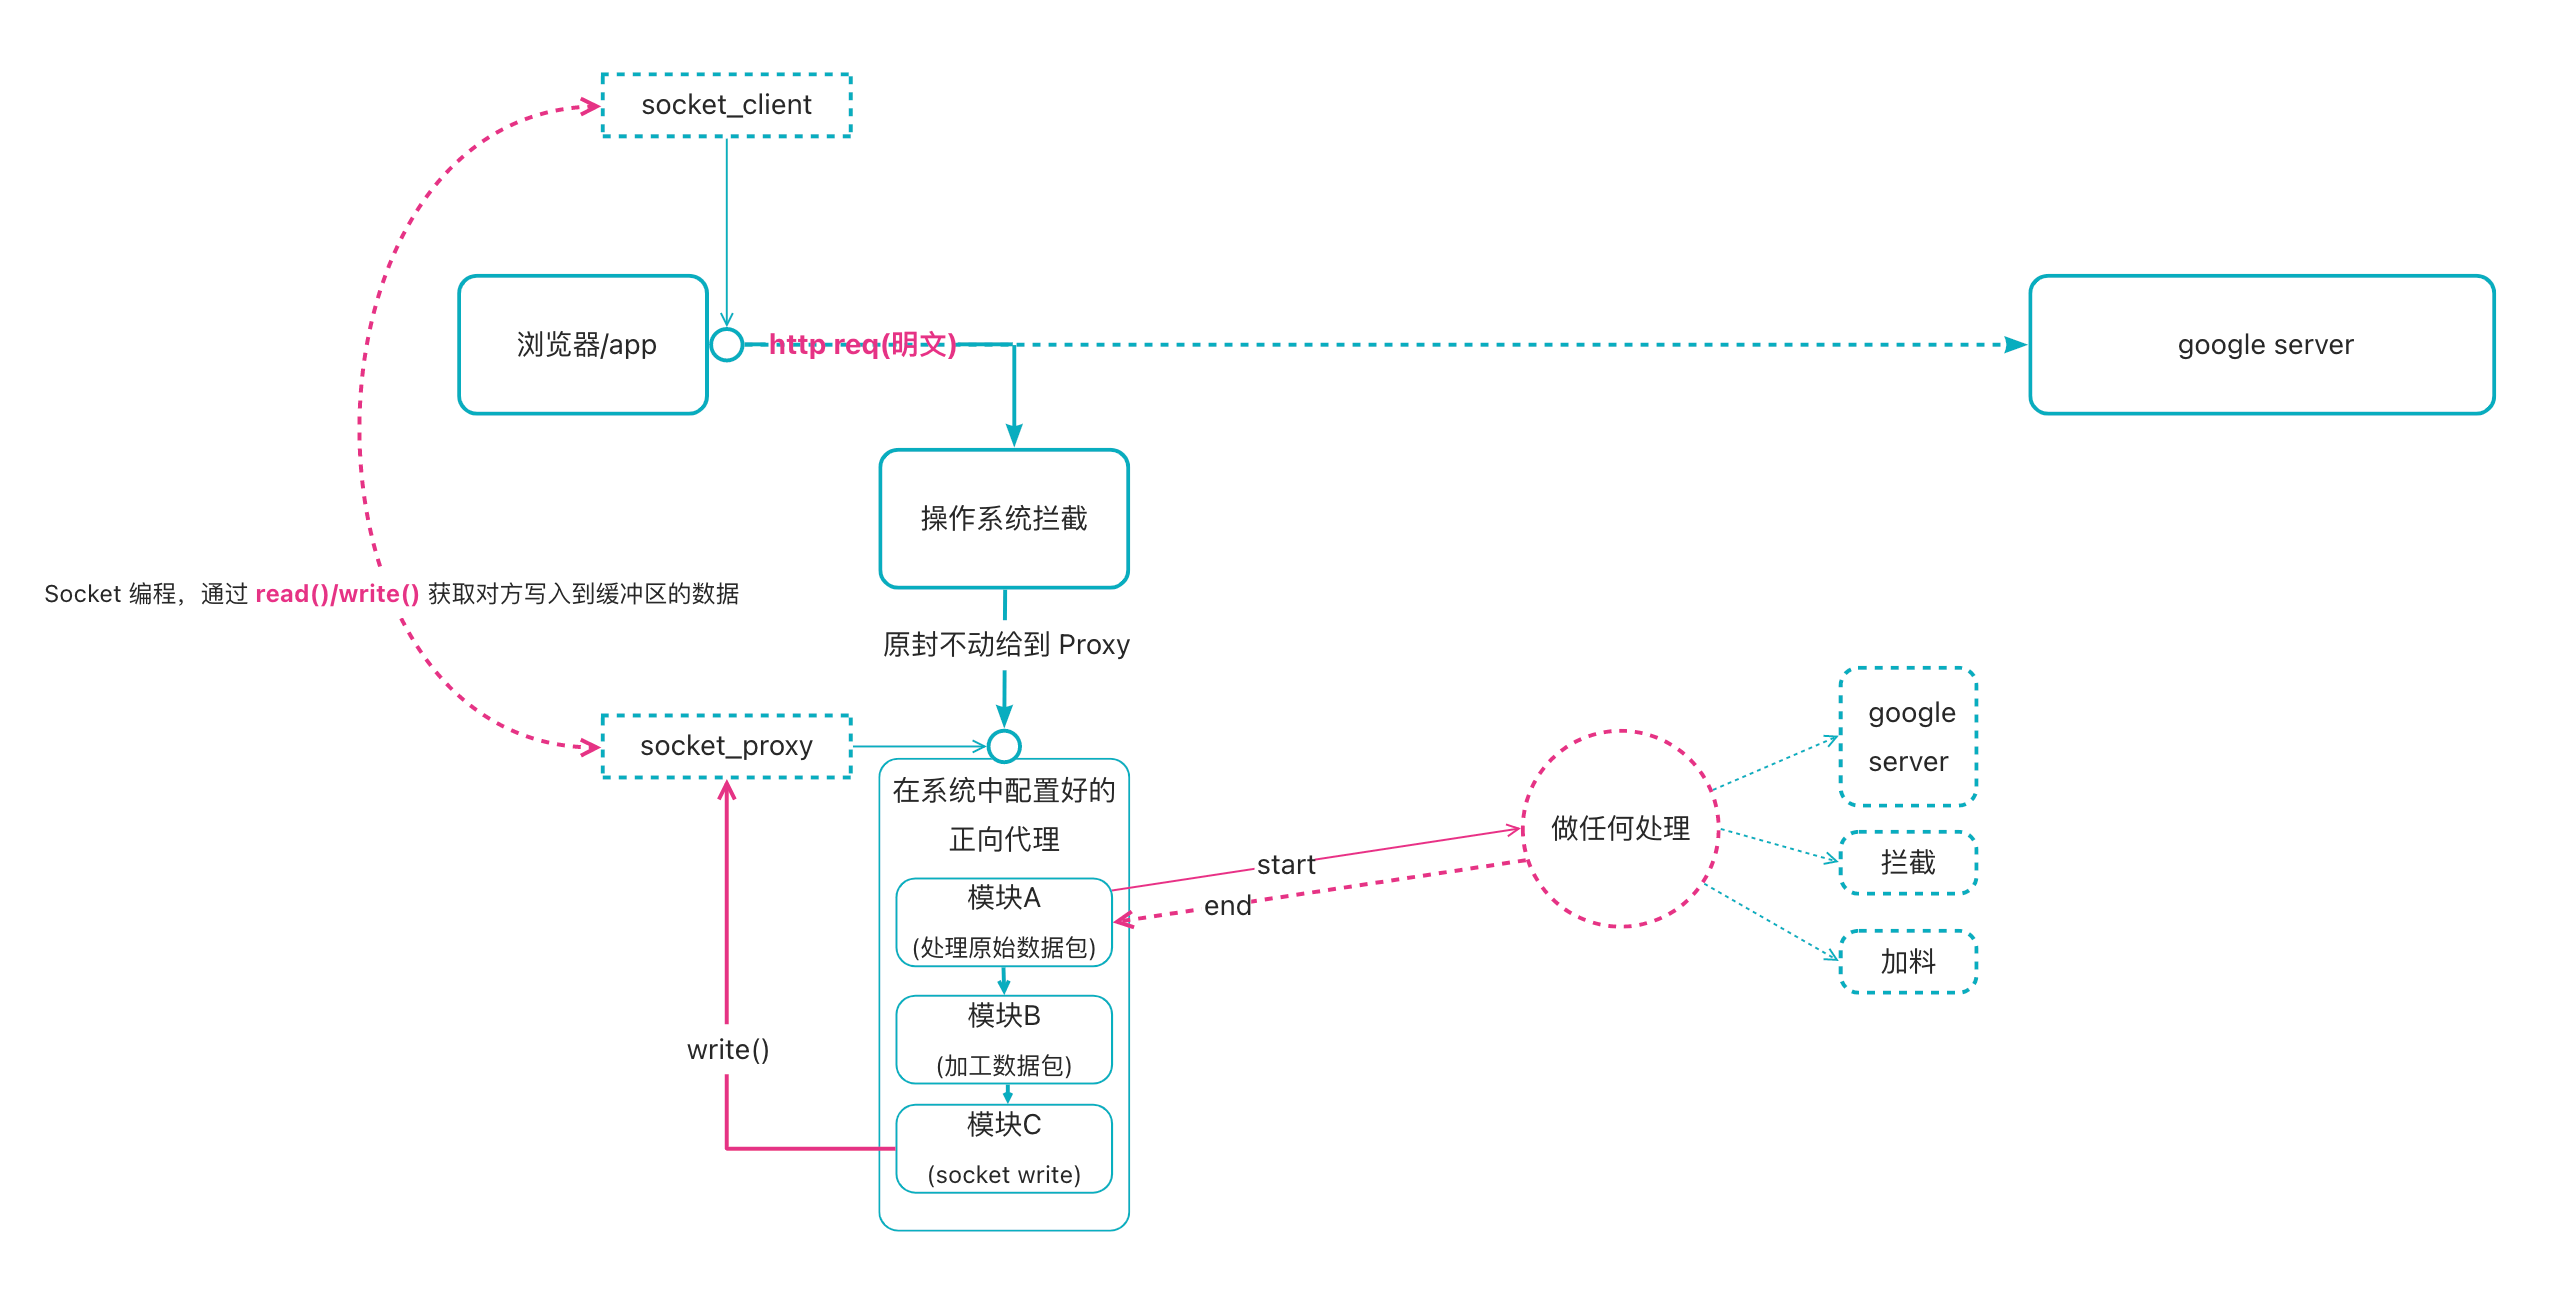 socket_client
浏览器/app
http req(明文)
google server
操作系统拦截
Socket 编程，通过 read()/write() 获取对方写入到缓冲区的数据
原封不动给到 Proxy
socket_proxy
在系统中配置好的
正向代理
模块A
(处理原始数据包)
模块B
(加工数据包)
模块C
(socket write)
write()
start
end
做任何处理
google
server
拦截
加料